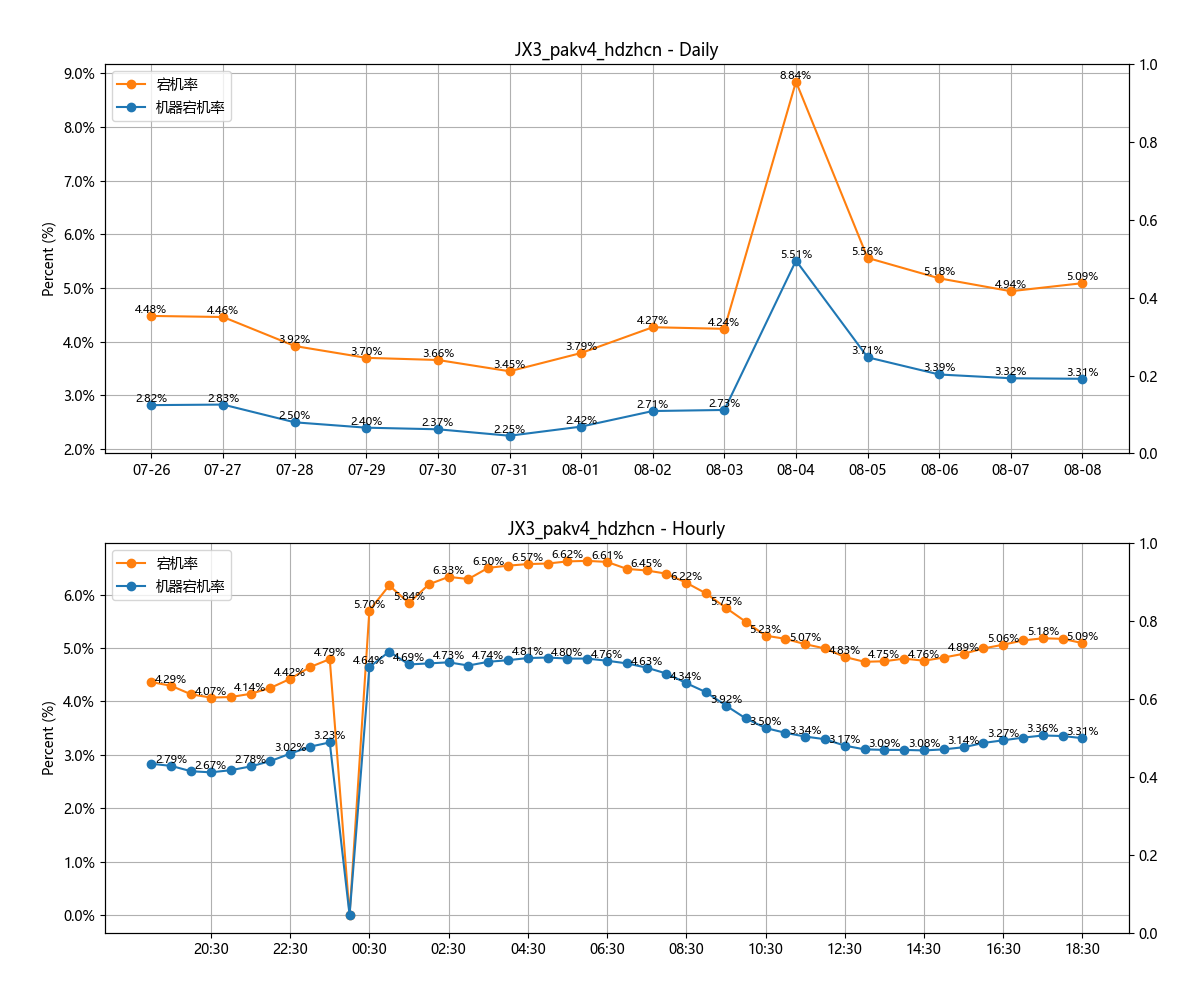 JX3_pakv4_hdzhcn - Daily
宕机率
机器宕机率
Percent (%)
9.0%
8.0%
7.0%
6.0%
5.0%
4.0%
3.0%
2.0%
1.0
0.8
0.6
0.4
0.2
0.0
4.48% 4.46% 3.92% 3.70% 3.66% 3.45% 3.79% 4.27% 4.24% 8.84% 5.56% 5.18% 4.94% 5.09%
2.82% 2.83% 2.50% 2.40% 2.37% 2.25% 2.42% 2.71% 2.73% 5.51% 3.71% 3.39% 3.32% 3.31%
07-26 07-27 07-28 07-29 07-30 07-31 08-01 08-02 08-03 08-04 08-05 08-06 08-07 08-08
JX3_pakv4_hdzhcn - Hourly
宕机率
机器宕机率
Percent (%)
6.0%
5.0%
4.0%
3.0%
2.0%
1.0%
0.0%
1.0
0.8
0.6
0.4
0.2
0.0
4.29% 4.07% 4.14% 4.42% 4.79% 5.70% 5.84% 6.33% 6.50% 6.57% 6.62% 6.61% 6.45% 6.22% 5.75% 5.23% 5.07% 4.83% 4.75% 4.76% 4.89% 5.06% 5.18% 5.09%
2.79% 2.67% 2.78% 3.02% 3.23% 4.64% 4.69% 4.73% 4.74% 4.81% 4.80% 4.76% 4.63% 4.34% 3.92% 3.50% 3.34% 3.17% 3.09% 3.08% 3.14% 3.27% 3.36% 3.31%
20:30 22:30 00:30 02:30 04:30 06:30 08:30 10:30 12:30 14:30 16:30 18:30